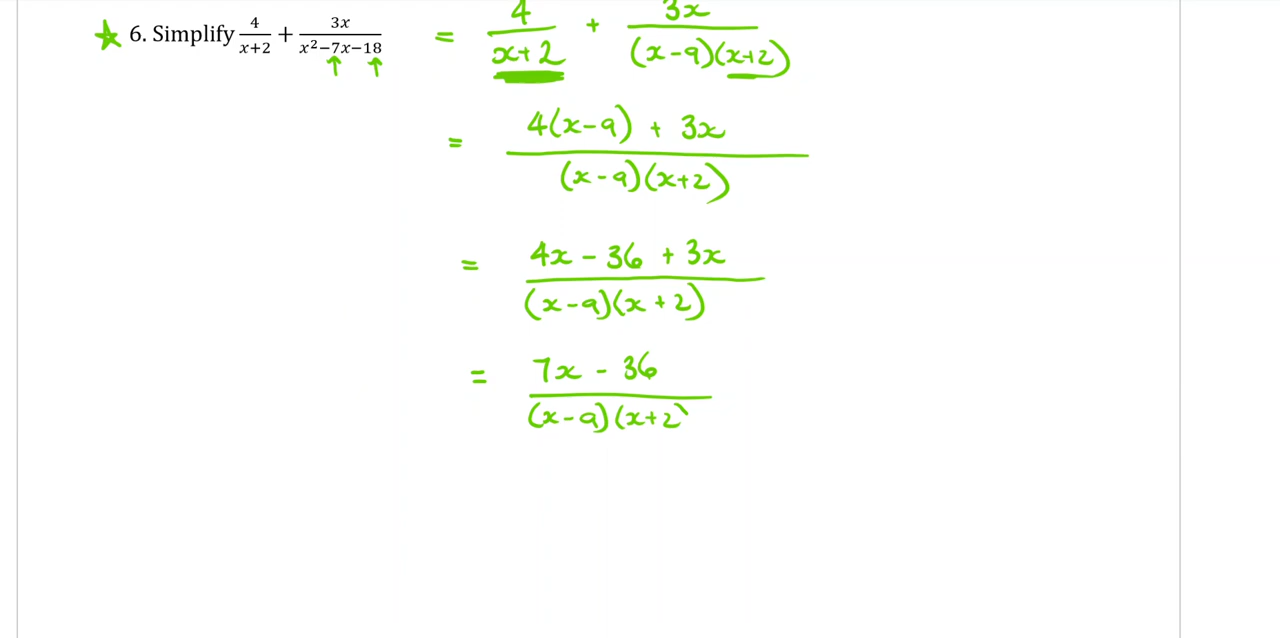 ★ 6. Simplify 4/(x+2) + 3x/(x²−7x−18) = 4/(x+2) + 3x/((x−9)(x+2))
= (4(x−9) + 3x)/((x−9)(x+2))
= (4x − 36 + 3x)/((x−9)(x+2))
= (7x − 36)/((x−9)(x+2)